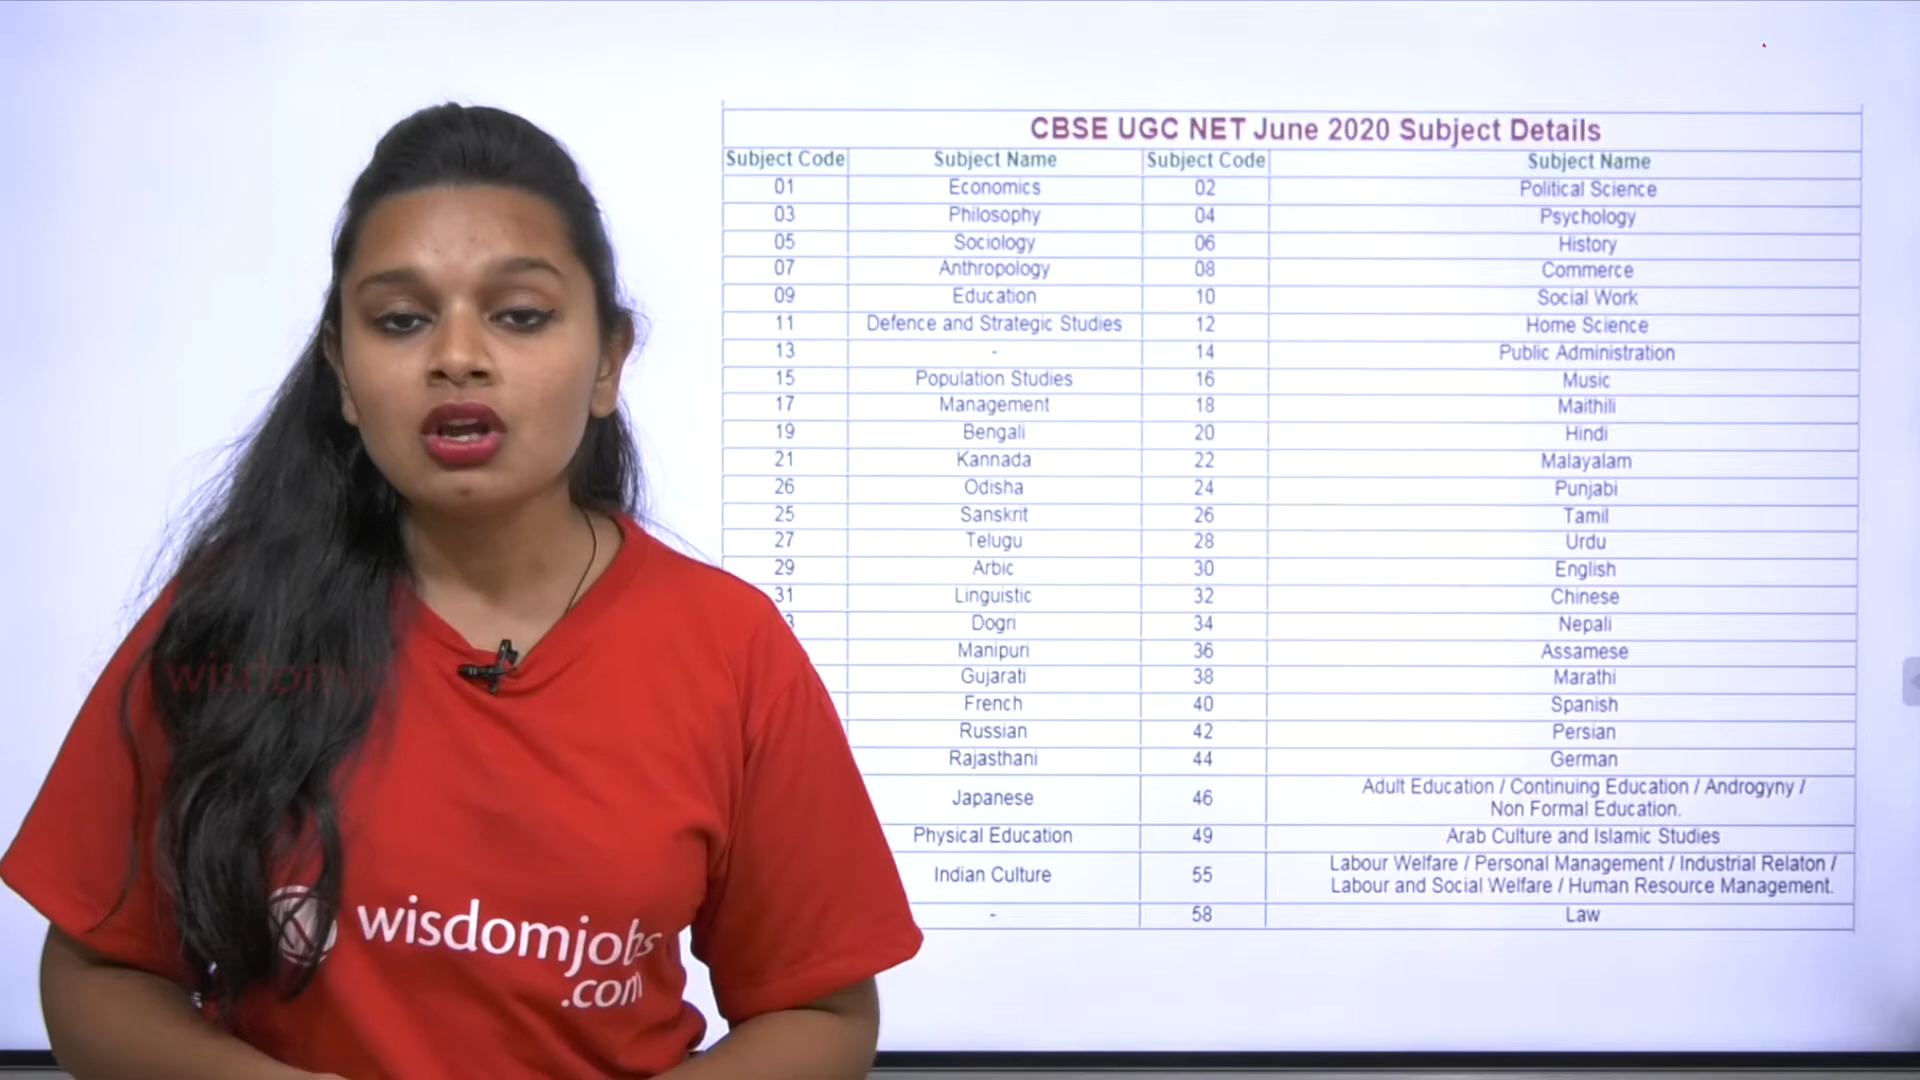 CBSE UGC NET June 2020 Subject Details
Subject Code Subject Name Subject Code Subject Name
01 Economics 02 Political Science
03 Philosophy 04 Psychology
05 Sociology 06 History
07 Anthropology 08 Commerce
09 Education 10 Social Work
11 Defence and Strategic Studies 12 Home Science
13 - 14 Public Administration
15 Population Studies 16 Music
17 Management 18 Maithili
19 Bengali 20 Hindi
21 Kannada 22 Malayalam
26 Odisha 24 Punjabi
25 Sanskrit 26 Tamil
27 Telugu 28 Urdu
29 Arbic 30 English
31 Linguistic 32 Chinese
3 Dogri 34 Nepali
Manipuri 36 Assamese
Gujarati 38 Marathi
French 40 Spanish
Russian 42 Persian
Rajasthani 44 German
Japanese 46 Adult Education / Continuing Education / Androgyny /
Non Formal Education.
Physical Education 49 Arab Culture and Islamic Studies
Indian Culture 55 Labour Welfare / Personal Management / Industrial Relaton /
Labour and Social Welfare / Human Resource Management.
- 58 Law
wisdomj
wisdomjobs
.com